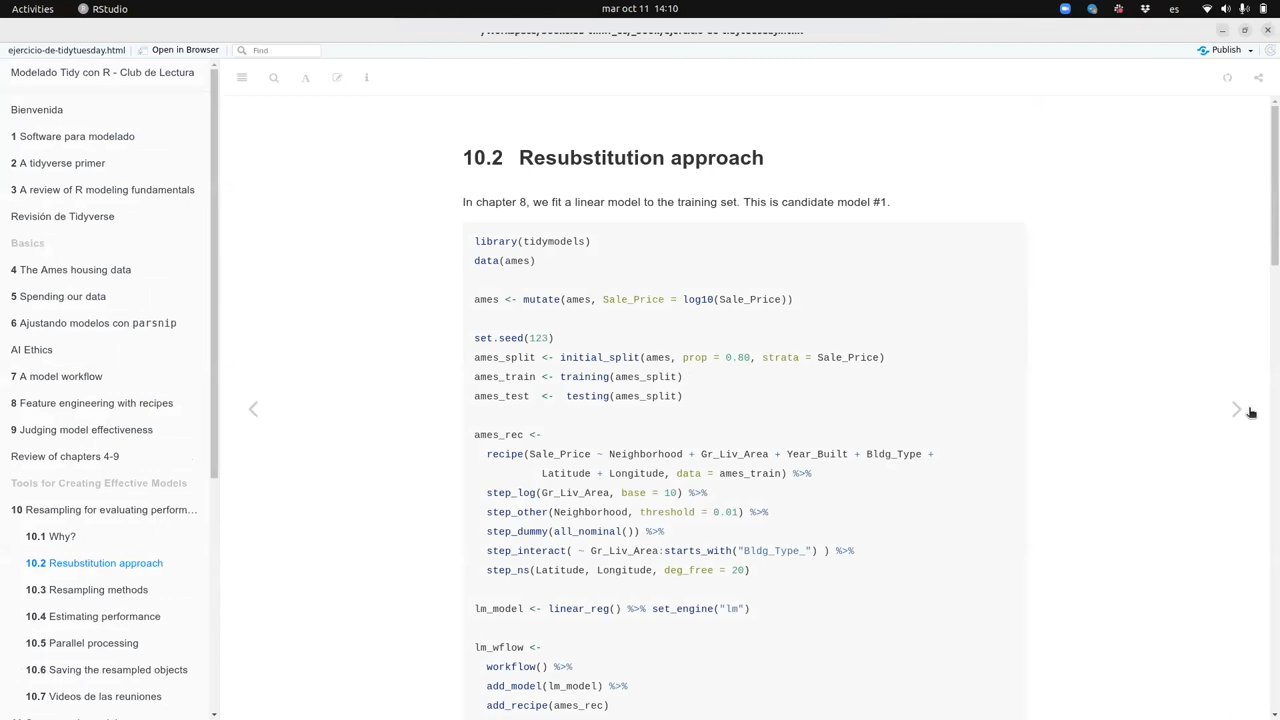 Activities RStudio mar oct 11 14:10 es
ejercicio-de-tidytuesday.html Open in Browser Find Publish
Modelado Tidy con R - Club de Lectura
Bienvenida
1 Software para modelado
2 A tidyverse primer
3 A review of R modeling fundamentals
Revisión de Tidyverse
Basics
4 The Ames housing data
5 Spending our data
6 Ajustando modelos con parsnip
AI Ethics
7 A model workflow
8 Feature engineering with recipes
9 Judging model effectiveness
Review of chapters 4-9
Tools for Creating Effective Models
10 Resampling for evaluating perform…
10.1 Why?
10.2 Resubstitution approach
10.3 Resampling methods
10.4 Estimating performance
10.5 Parallel processing
10.6 Saving the resampled objects
10.7 Videos de las reuniones
10.2 Resubstitution approach
In chapter 8, we fit a linear model to the training set. This is candidate model #1.
library(tidymodels)
data(ames)
ames <- mutate(ames, Sale_Price = log10(Sale_Price))
set.seed(123)
ames_split <- initial_split(ames, prop = 0.80, strata = Sale_Price)
ames_train <- training(ames_split)
ames_test  <-  testing(ames_split)
ames_rec <-
recipe(Sale_Price ~ Neighborhood + Gr_Liv_Area + Year_Built + Bldg_Type +
Latitude + Longitude, data = ames_train) %>%
step_log(Gr_Liv_Area, base = 10) %>%
step_other(Neighborhood, threshold = 0.01) %>%
step_dummy(all_nominal()) %>%
step_interact( ~ Gr_Liv_Area:starts_with("Bldg_Type_") ) %>%
step_ns(Latitude, Longitude, deg_free = 20)
lm_model <- linear_reg() %>% set_engine("lm")
lm_wflow <-
workflow() %>%
add_model(lm_model) %>%
add_recipe(ames_rec)